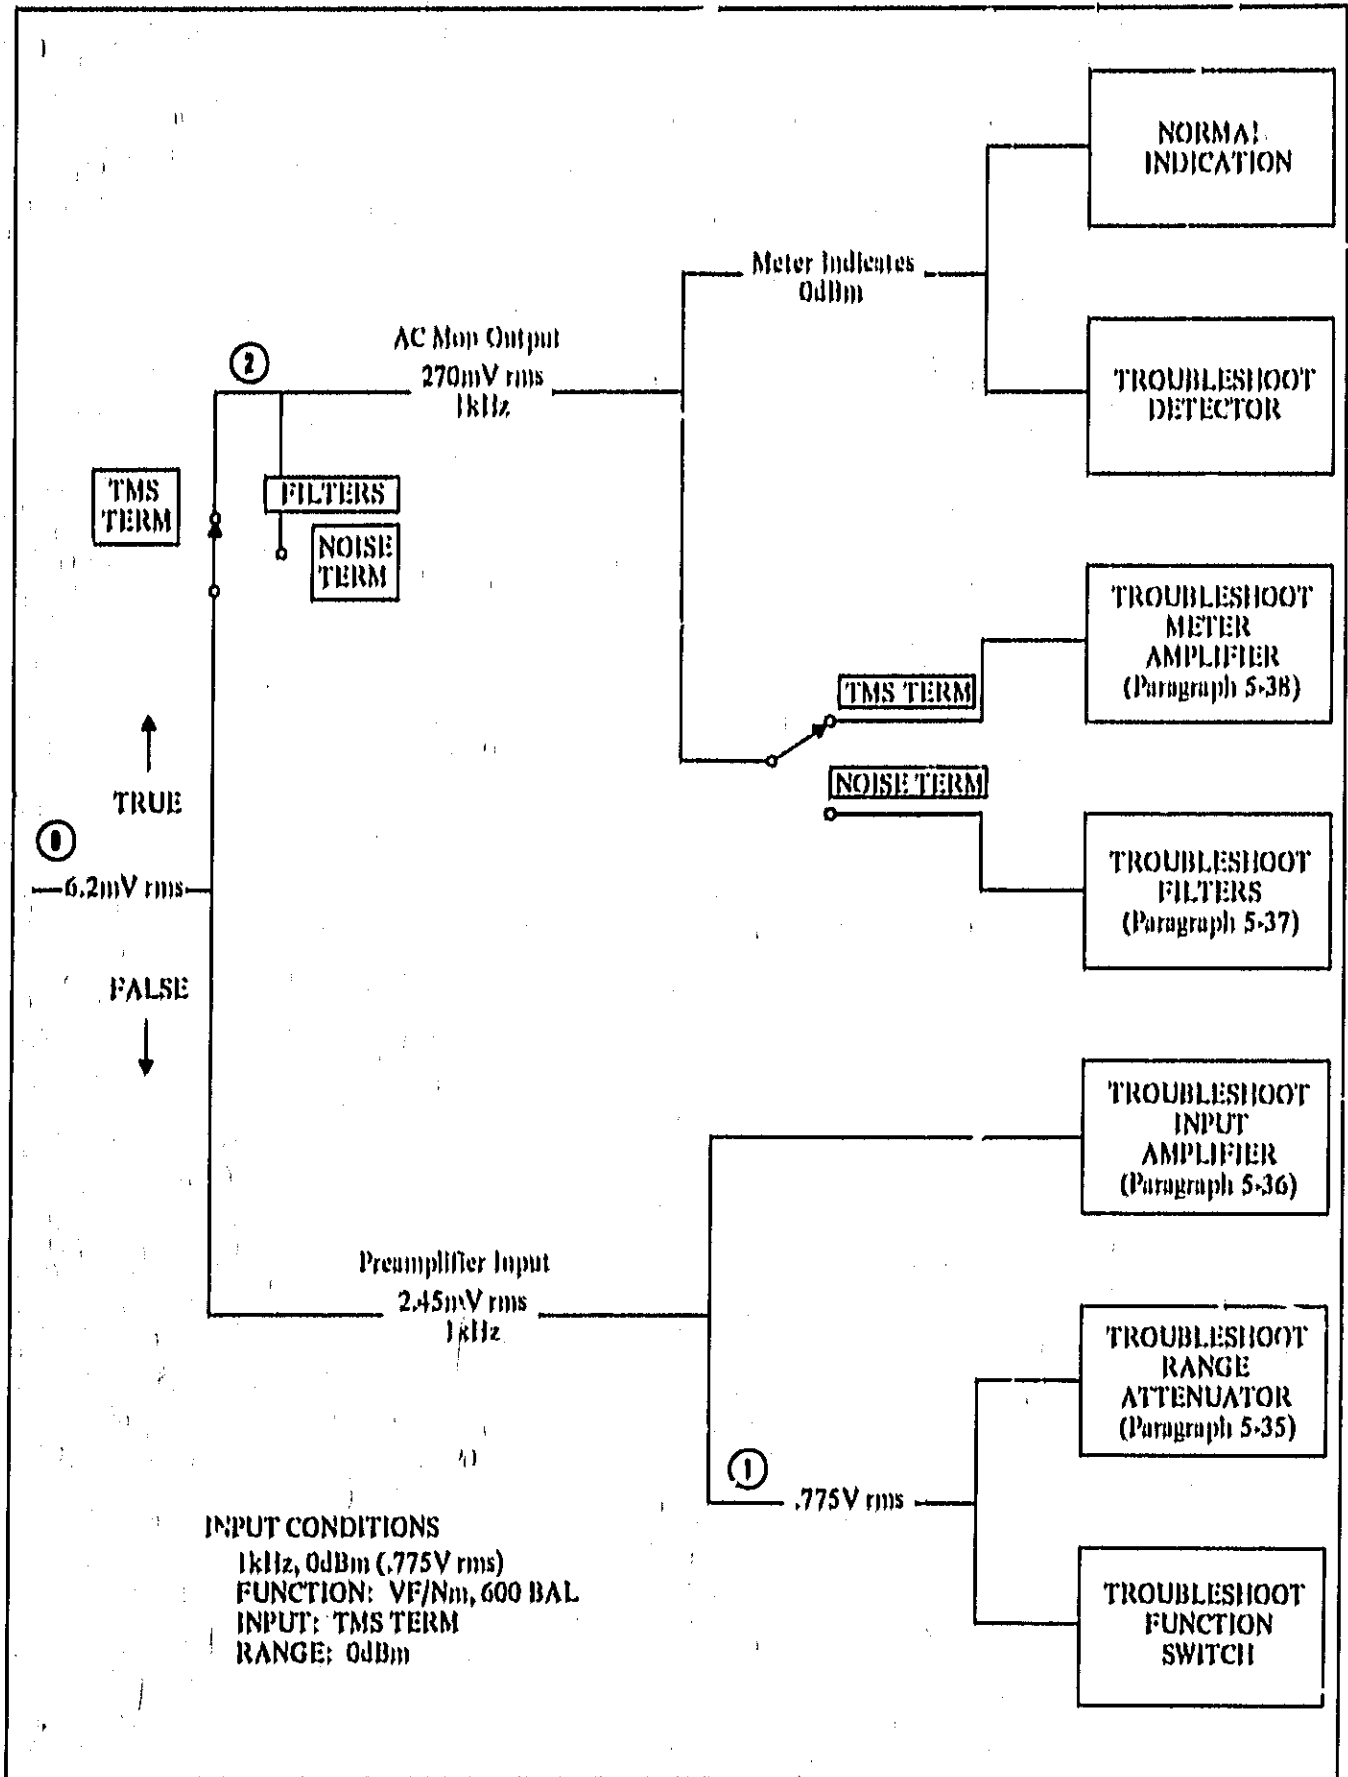 NORMAL
INDICATION
Meter Indicates
0dBm
AC Mon Output
270mV rms
1kHz
2
TROUBLESHOOT
DETECTOR
TMS
TERM
FILTERS
NOISE
TERM
TROUBLESHOOT
METER
AMPLIFIER
(Paragraph 5-38)
TMS TERM
NOISE TERM
TRUE
6.2mV rms
TROUBLESHOOT
FILTERS
(Paragraph 5-37)
FALSE
TROUBLESHOOT
INPUT
AMPLIFIER
(Paragraph 5-36)
Preamplifier Input
2.45mV rms
1kHz
TROUBLESHOOT
RANGE
ATTENUATOR
(Paragraph 5-35)
1
.775V rms
INPUT CONDITIONS
1kHz, 0dBm (.775V rms)
FUNCTION: VF/Nm, 600 BAL
INPUT: TMS TERM
RANGE: 0dBm
TROUBLESHOOT
FUNCTION
SWITCH